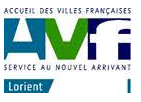 ACCUEIL DES VILLES FRANÇAISES
AVF
SERVICE AU NOUVEL ARRIVANT
Lorient